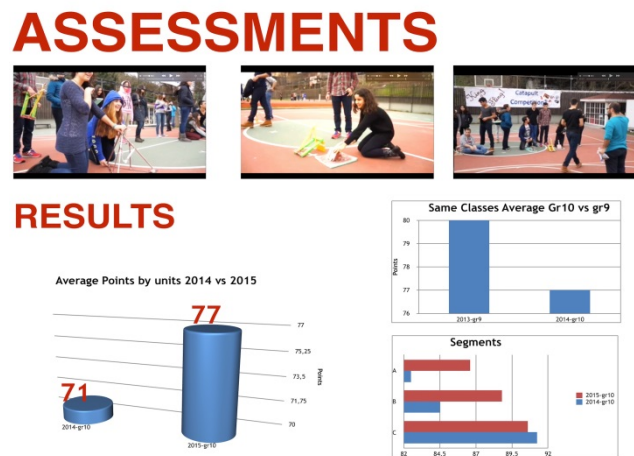 ASSESSMENTS
Catapult
Competition
RESULTS
Average Points by units 2014 vs 2015
77
71
77
75,25
73,5
71,75
70
Points
2014-gr10
2015-gr10
Same Classes Average Gr10 vs gr9
80
79
78
77
76
Points
2013-gr9
2014-gr10
Segments
A
B
C
2015-gr10
2014-gr10
82
84,5
87
89,5
92